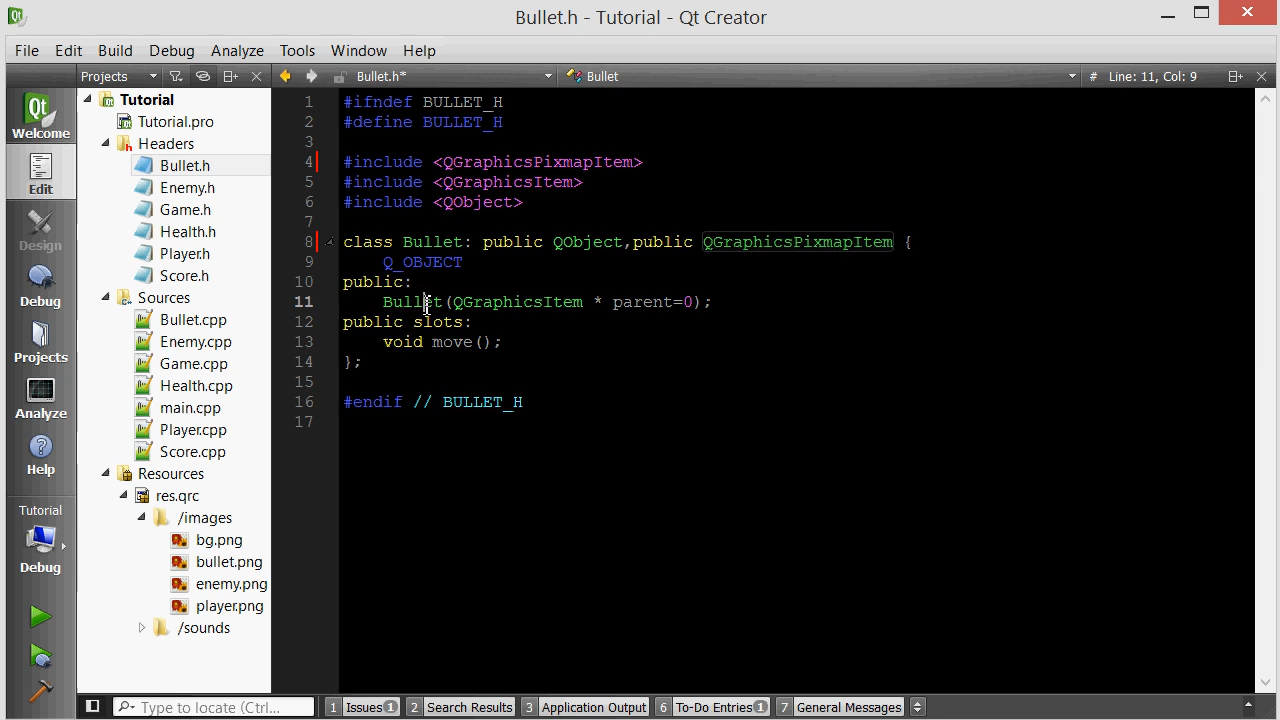 Bullet.h - Tutorial - Qt Creator
File Edit Build Debug Analyze Tools Window Help
Projects Bullet.h* Bullet # Line: 11, Col: 9
Welcome
Edit
Design
Debug
Projects
Analyze
Help
Tutorial
Debug
Tutorial
Tutorial.pro
Headers
Bullet.h
Enemy.h
Game.h
Health.h
Player.h
Score.h
Sources
Bullet.cpp
Enemy.cpp
Game.cpp
Health.cpp
main.cpp
Player.cpp
Score.cpp
Resources
res.qrc
/images
bg.png
bullet.png
enemy.png
player.png
/sounds
1 #ifndef BULLET_H
2 #define BULLET_H
3
4 #include <QGraphicsPixmapItem>
5 #include <QGraphicsItem>
6 #include <QObject>
7
8 class Bullet: public QObject,public QGraphicsPixmapItem {
9 Q_OBJECT
10 public:
11 Bullet(QGraphicsItem * parent=0);
12 public slots:
13 void move();
14 };
15
16 #endif // BULLET_H
17
Type to locate (Ctrl... 1 Issues 1 2 Search Results 3 Application Output 6 To-Do Entries 1 7 General Messages